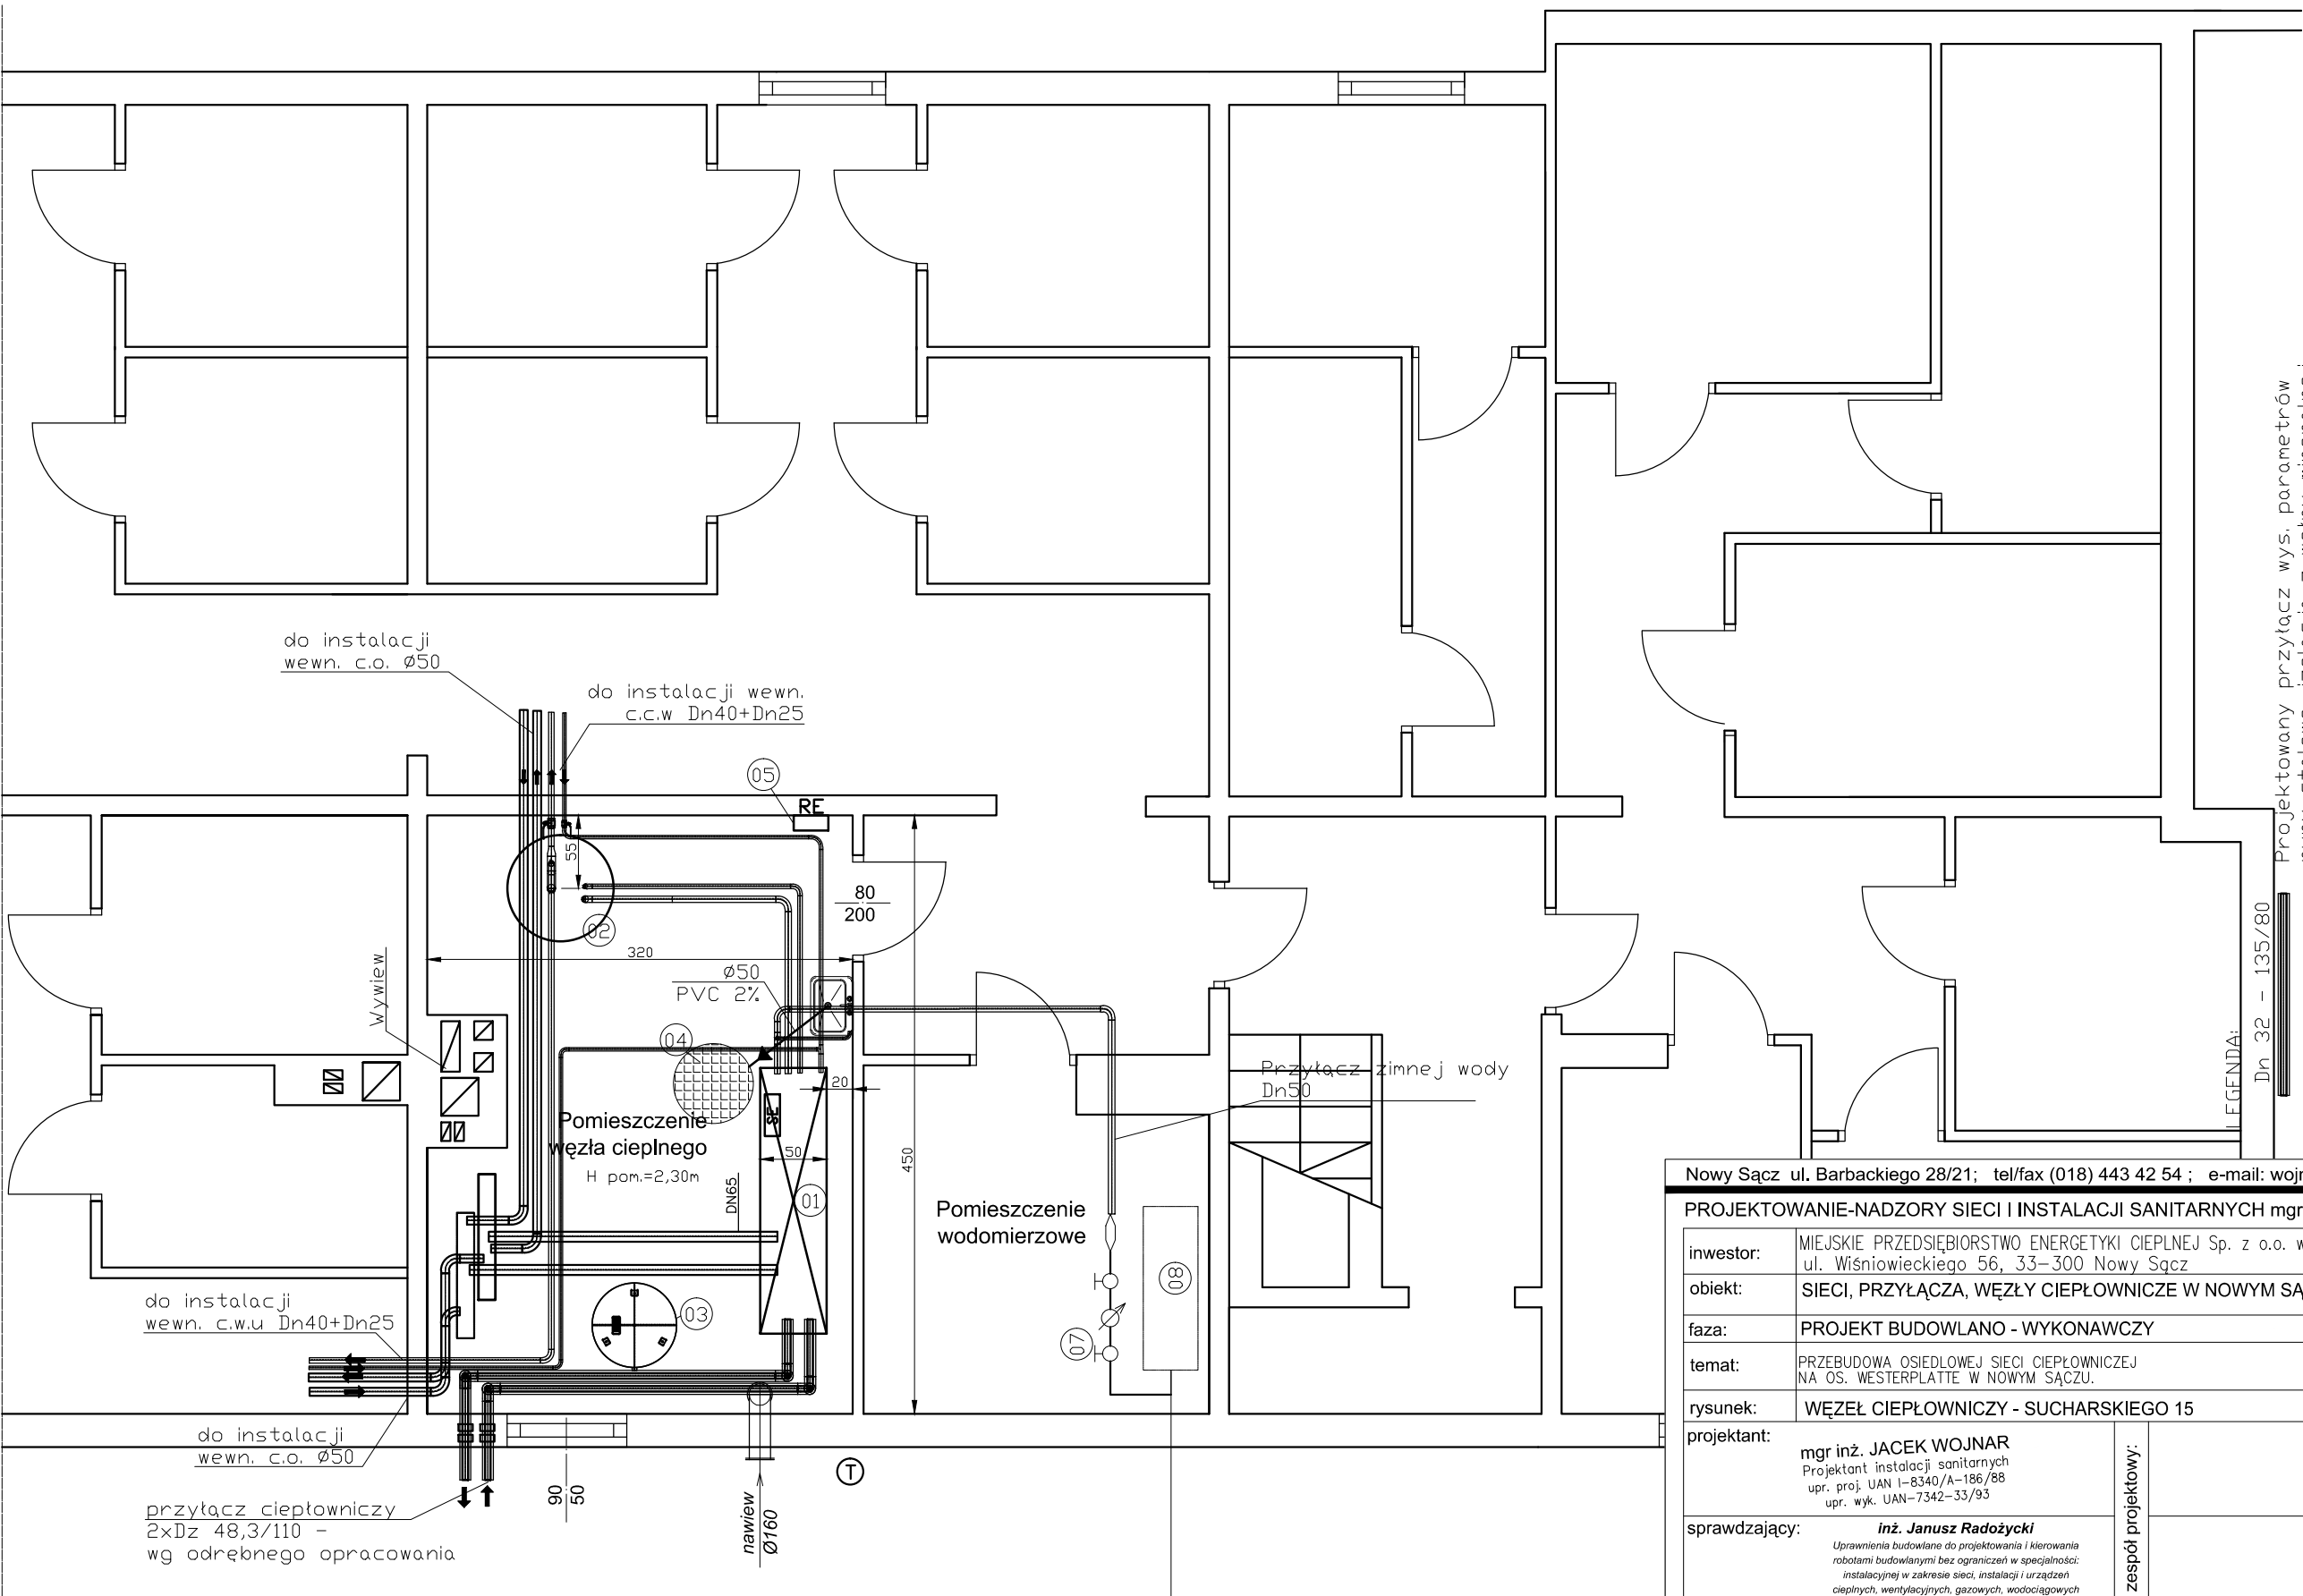 do instalacji
wewn. c.o. Ø50
do instalacji wewn.
c.c.w Dn40+Dn25
05
RE
55
80
200
02
320
Wywiew
Ø50
PVC 2%
04
20
Przyłącz zimnej wody
Dn50
SE
Pomieszczenie
węzła cieplnego
H pom.=2,30m
50
450
DN65
01
Pomieszczenie
wodomierzowe
08
07
03
do instalacji
wewn. c.w.u Dn40+Dn25
do instalacji
wewn. c.o. Ø50
przyłącz ciepłowniczy
2xDz 48,3/110 -
wg odrębnego opracowania
90
50
nawiew
Ø160
T
Projektowany przyłącz wys. parametrów
Dn 32 - 135/80
LEGENDA:
Nowy Sącz ul. Barbackiego 28/21; tel/fax (018) 443 42 54 ; e-mail: wojn
PROJEKTOWANIE-NADZORY SIECI I INSTALACJI SANITARNYCH mgr
inwestor:
MIEJSKIE PRZEDSIĘBIORSTWO ENERGETYKI CIEPLNEJ Sp. z o.o. w
ul. Wiśniowieckiego 56, 33-300 Nowy Sącz
obiekt:
SIECI, PRZYŁĄCZA, WĘZŁY CIEPŁOWNICZE W NOWYM SĄ
faza:
PROJEKT BUDOWLANO - WYKONAWCZY
temat:
PRZEBUDOWA OSIEDLOWEJ SIECI CIEPŁOWNICZEJ
NA OS. WESTERPLATTE W NOWYM SĄCZU.
rysunek:
WĘZEŁ CIEPŁOWNICZY - SUCHARSKIEGO 15
projektant:
mgr inż. JACEK WOJNAR
Projektant instalacji sanitarnych
upr. proj. UAN I-8340/A-186/88
upr. wyk. UAN-7342-33/93
zespół projektowy:
sprawdzający:
inż. Janusz Radożycki
Uprawnienia budowlane do projektowania i kierowania
robotami budowlanymi bez ograniczeń w specjalności:
instalacyjnej w zakresie sieci, instalacji i urządzeń
cieplnych, wentylacyjnych, gazowych, wodociągowych